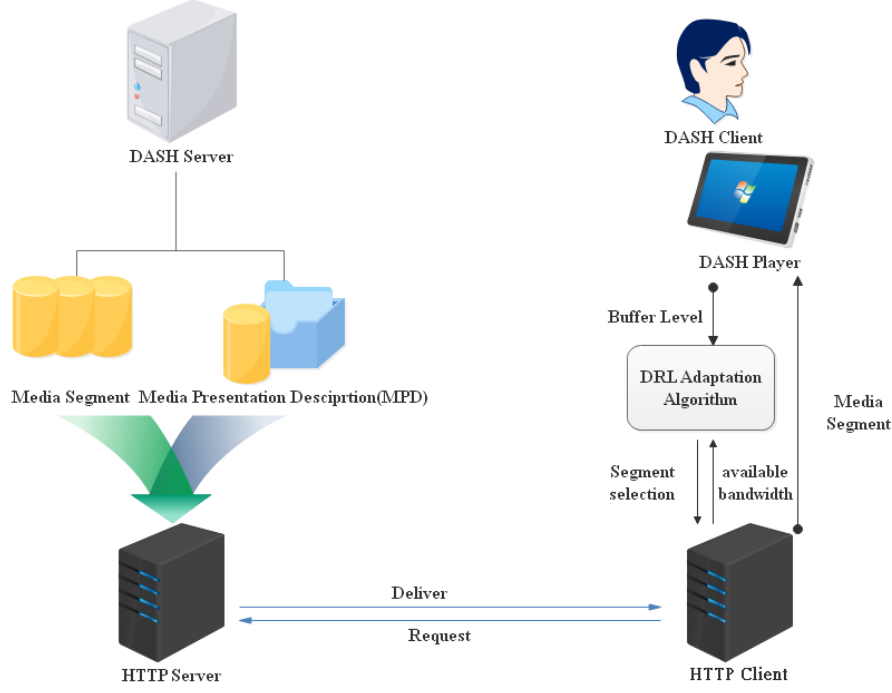 DASH Server
DASH Client
DASH Player
Buffer Level
DRL Adaptation
Algorithm
Media Segment
Media Presentation Desciprtion(MPD)
Media
Segment
Segment
selection
available
bandwidth
Deliver
Request
HTTP Server
HTTP Client